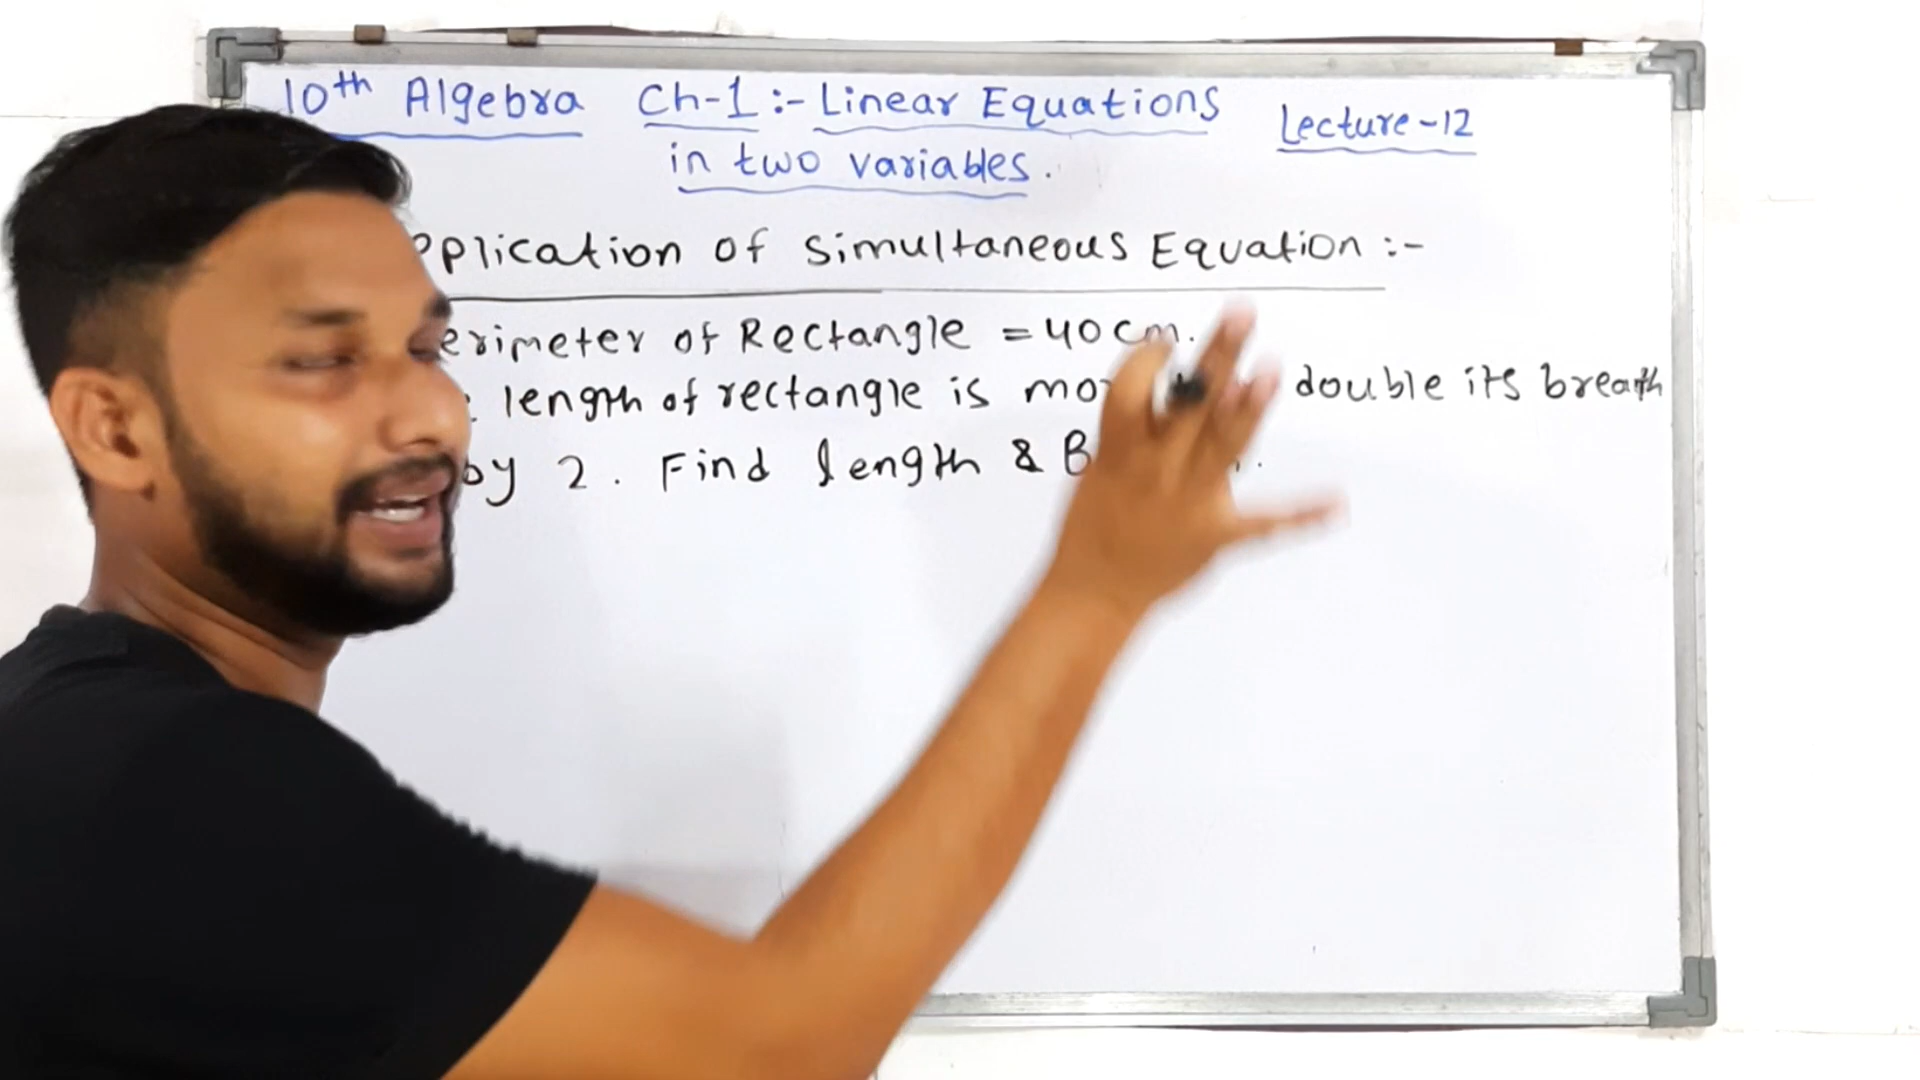 10th Algebra Ch-1 :- Linear Equations
in two variables.
Lecture-12
pplication of Simultaneous Equation :-
erimeter of Rectangle = 40 cm.
length of rectangle is double its breath
by 2. Find length & B